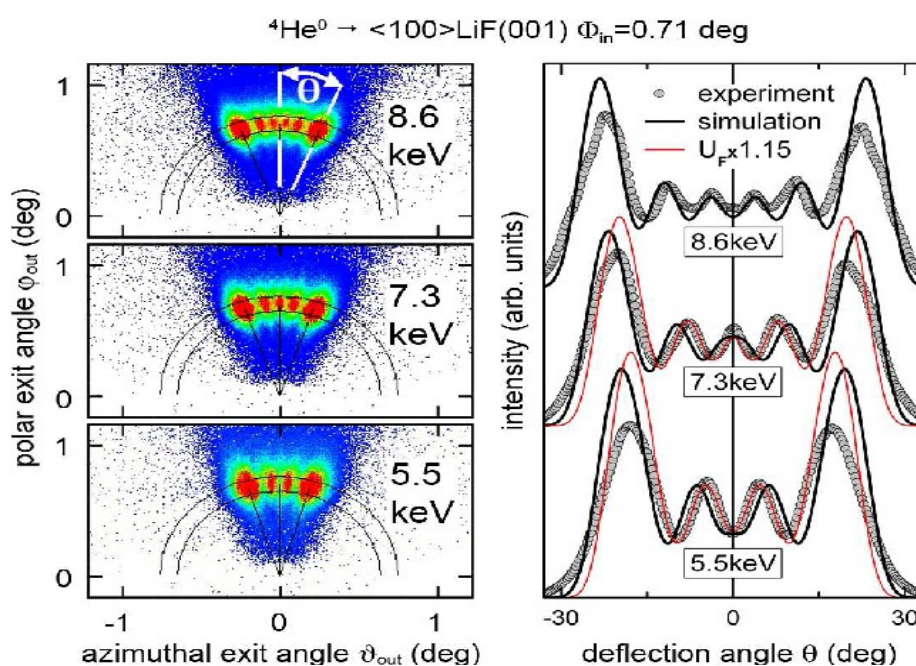 ⁴He⁰ → <100>LiF(001) Φin=0.71 deg
polar exit angle φout (deg)
1
0
θ
8.6
keV
1
0
7.3
keV
1
0
5.5
keV
-1
0
1
azimuthal exit angle ϑout (deg)
intensity (arb. units)
experiment
simulation
UFx1.15
8.6keV
7.3keV
5.5keV
-30
0
30
deflection angle θ (deg)